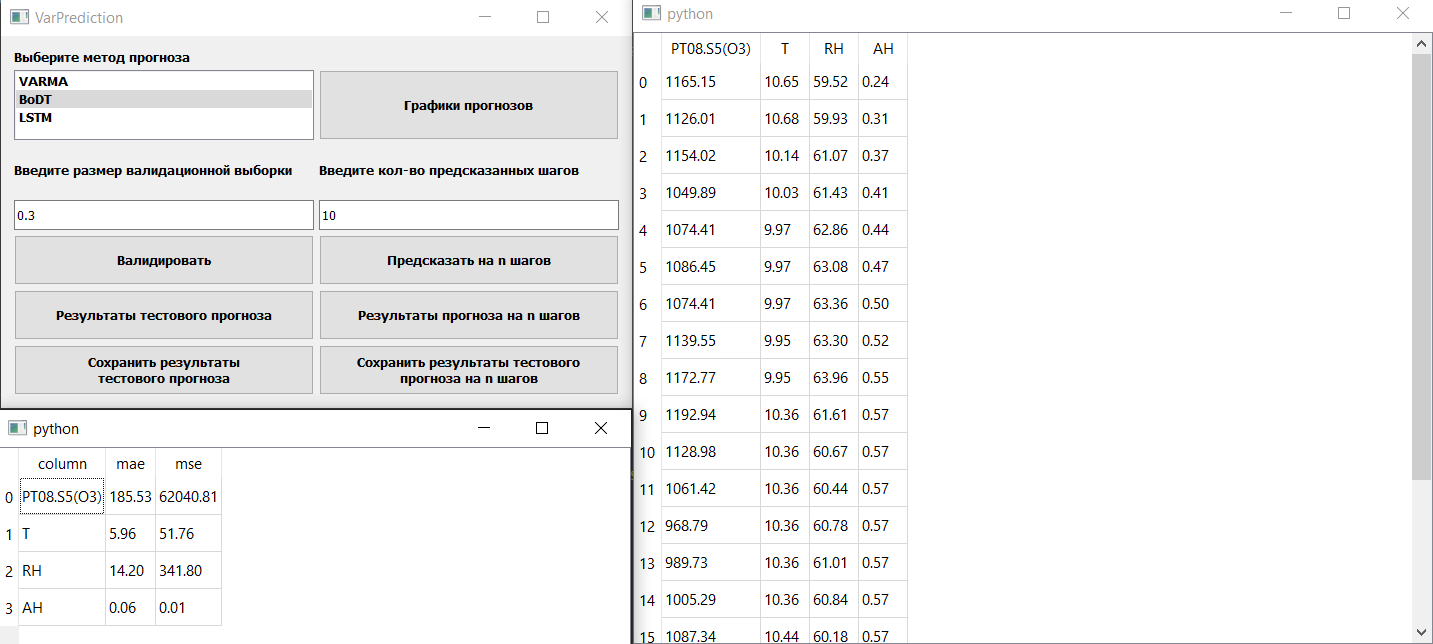 VarPrediction
Выберите метод прогноза
VARMA
BoDT
LSTM
Графики прогнозов
Введите размер валидационной выборки
Введите кол-во предсказанных шагов
0.3
10
Валидировать
Предсказать на n шагов
Результаты тестового прогноза
Результаты прогноза на n шагов
Сохранить результаты
тестового прогноза
Сохранить результаты тестового
прогноза на n шагов
python
column mae mse
0 PT08.S5(O3) 185.53 62040.81
1 T 5.96 51.76
2 RH 14.20 341.80
3 AH 0.06 0.01
python
PT08.S5(O3) T RH AH
0 1165.15 10.65 59.52 0.24
1 1126.01 10.68 59.93 0.31
2 1154.02 10.14 61.07 0.37
3 1049.89 10.03 61.43 0.41
4 1074.41 9.97 62.86 0.44
5 1086.45 9.97 63.08 0.47
6 1074.41 9.97 63.36 0.50
7 1139.55 9.95 63.30 0.52
8 1172.77 9.95 63.96 0.55
9 1192.94 10.36 61.61 0.57
10 1128.98 10.36 60.67 0.57
11 1061.42 10.36 60.44 0.57
12 968.79 10.36 60.78 0.57
13 989.73 10.36 61.01 0.57
14 1005.29 10.36 60.84 0.57
15 1087.34 10.44 60.18 0.57